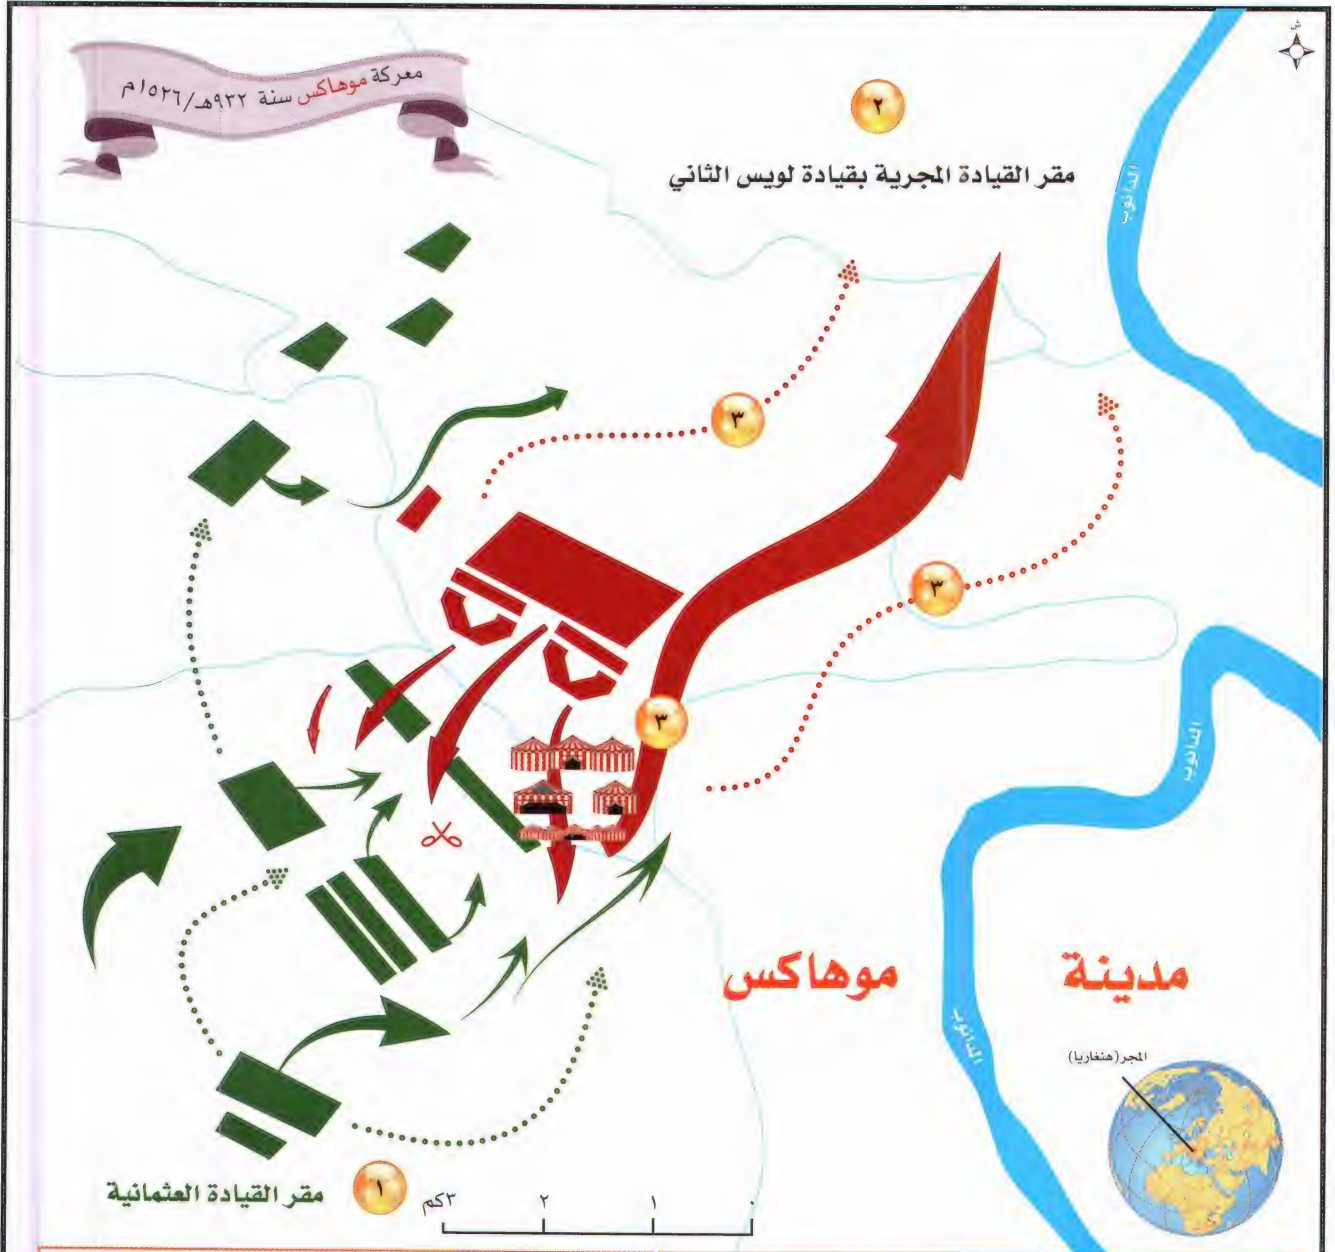 معركة موهاكس سنة ٩٣٢هـ/١٥٢٦م
ش
٢
مقر القيادة المجرية بقيادة لويس الثاني
الدانوب
٣
٣
٣
الدانوب
مدينة موهاكس
الدانوب
المجر(هنغاريا)
١
مقر القيادة العثمانية
٠ ١ ٢ ٣كم